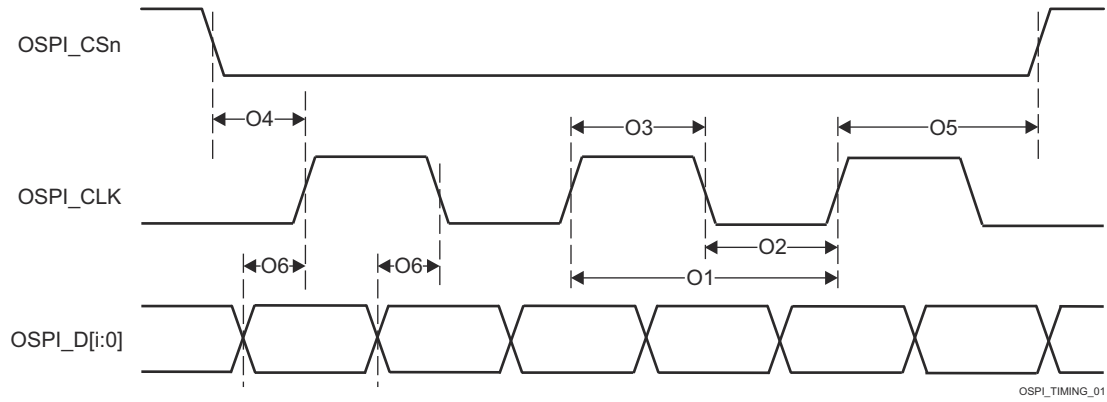 OSPI_CSn
O4
O3
O5
OSPI_CLK
O6
O6
O2
O1
OSPI_D[i:0]
OSPI_TIMING_01